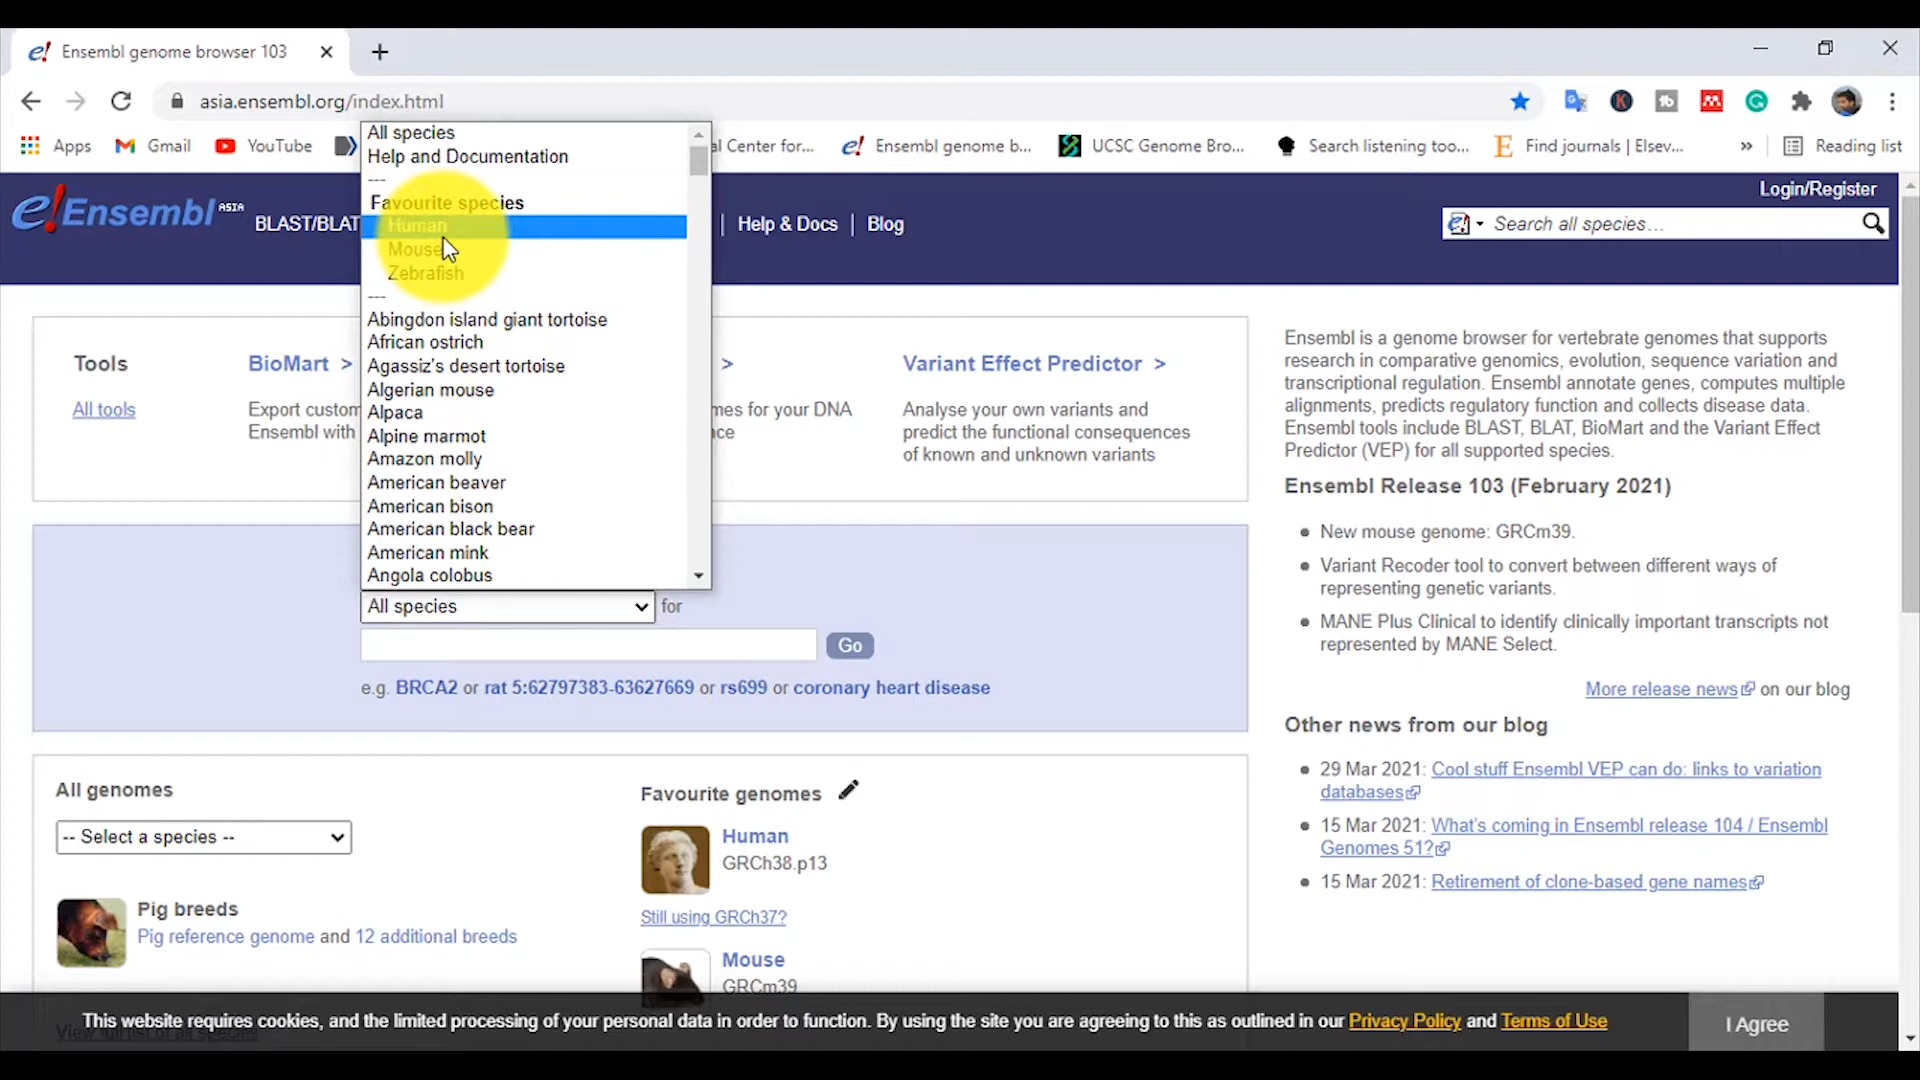 Ensembl genome browser 103
asia.ensembl.org/index.html
Apps Gmail YouTube al Center for... Ensembl genome b... UCSC Genome Bro... Search listening too... Find journals | Elsev... » Reading list
All species
Help and Documentation
---
Favourite species
Human
Mouse
Zebrafish
---
Abingdon island giant tortoise
African ostrich
Agassiz's desert tortoise
Algerian mouse
Alpaca
Alpine marmot
Amazon molly
American beaver
American bison
American black bear
American mink
Angola colobus
Login/Register
e!Ensembl ASIA BLAST/BLAT | Help & Docs | Blog
Search all species...
Tools
All tools
BioMart >
Export custom
Ensembl with
>
mes for your DNA
nce
Variant Effect Predictor >
Analyse your own variants and
predict the functional consequences
of known and unknown variants
All species for
Go
e.g. BRCA2 or rat 5:62797383-63627669 or rs699 or coronary heart disease
All genomes
-- Select a species --
Pig breeds
Pig reference genome and 12 additional breeds
View full list of all species
Favourite genomes
Human
GRCh38.p13
Still using GRCh37?
Mouse
GRCm39
Ensembl is a genome browser for vertebrate genomes that supports
research in comparative genomics, evolution, sequence variation and
transcriptional regulation. Ensembl annotate genes, computes multiple
alignments, predicts regulatory function and collects disease data.
Ensembl tools include BLAST, BLAT, BioMart and the Variant Effect
Predictor (VEP) for all supported species.
Ensembl Release 103 (February 2021)
New mouse genome: GRCm39.
Variant Recoder tool to convert between different ways of
representing genetic variants.
MANE Plus Clinical to identify clinically important transcripts not
represented by MANE Select.
More release news on our blog
Other news from our blog
29 Mar 2021: Cool stuff Ensembl VEP can do: links to variation
databases
15 Mar 2021: What's coming in Ensembl release 104 / Ensembl
Genomes 51?
15 Mar 2021: Retirement of clone-based gene names
This website requires cookies, and the limited processing of your personal data in order to function. By using the site you are agreeing to this as outlined in our Privacy Policy and Terms of Use
I Agree